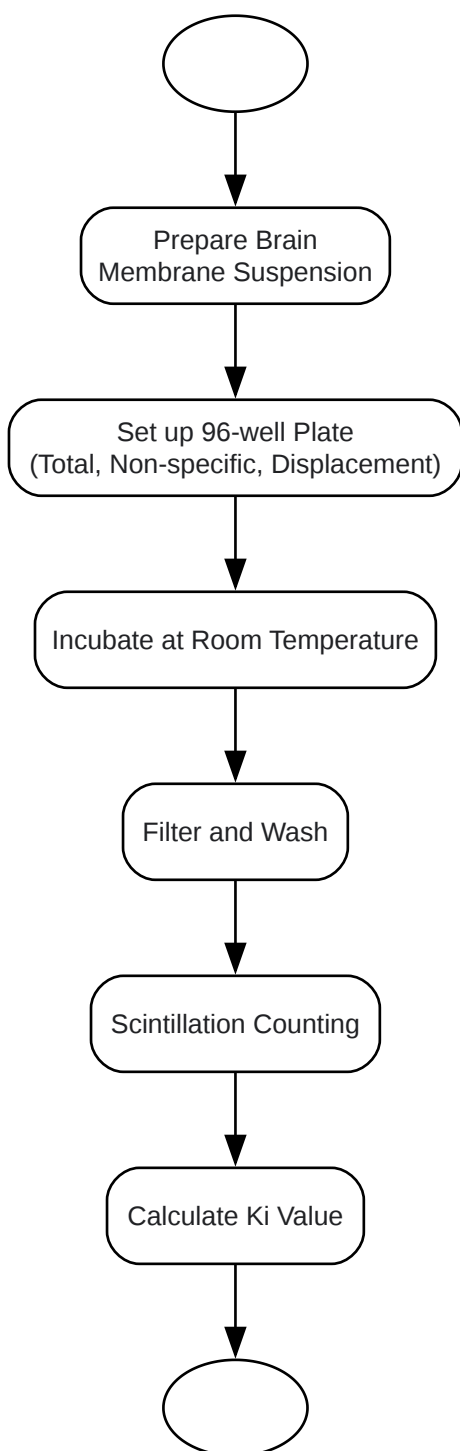 Prepare Brain
Membrane Suspension
Set up 96-well Plate
(Total, Non-specific, Displacement)
Incubate at Room Temperature
Filter and Wash
Scintillation Counting
Calculate Ki Value